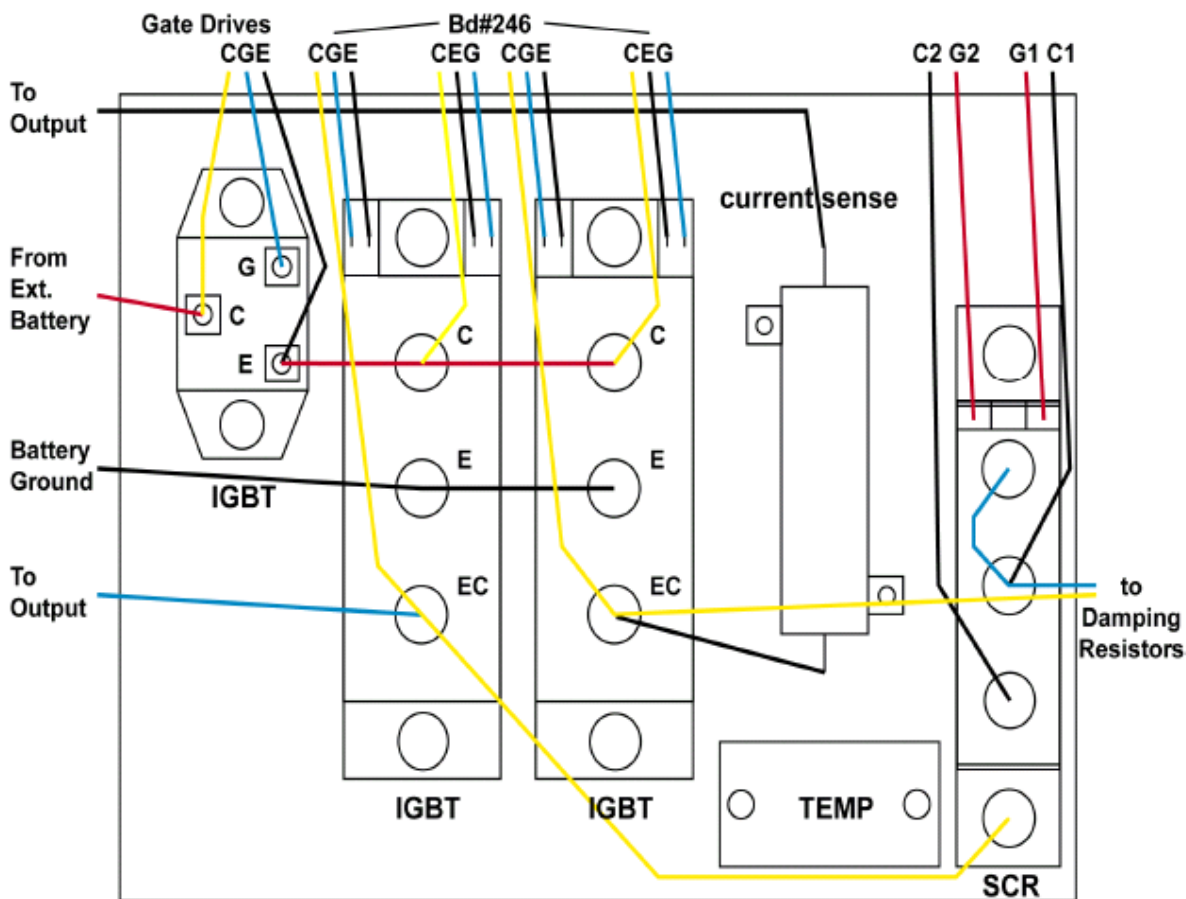 Gate Drives Bd#246
CGE CGE CEG CGE CEG C2 G2 G1 C1
To
Output
current sense
From
Ext.
Battery
G
C
E
C
C
Battery
Ground
E
E
IGBT
To
Output
EC
EC
to
Damping
Resistors
IGBT
IGBT
TEMP
SCR